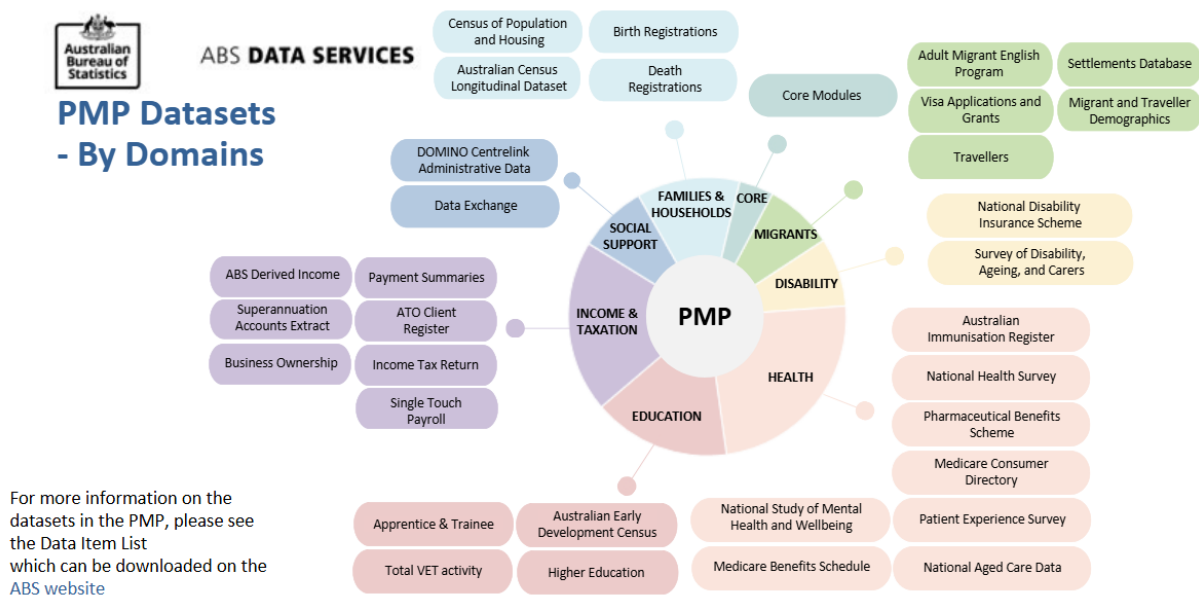 Australian
Bureau of
Statistics
ABS DATA SERVICES
PMP Datasets
- By Domains
Census of Population
and Housing
Birth Registrations
Australian Census
Longitudinal Dataset
Death
Registrations
Core Modules
Adult Migrant English
Program
Settlements Database
Visa Applications and
Grants
Migrant and Traveller
Demographics
Travellers
DOMINO Centrelink
Administrative Data
Data Exchange
National Disability
Insurance Scheme
Survey of Disability,
Ageing, and Carers
ABS Derived Income
Payment Summaries
Superannuation
Accounts Extract
ATO Client
Register
Business Ownership
Income Tax Return
Single Touch
Payroll
FAMILIES &
HOUSEHOLDS
CORE
MIGRANTS
SOCIAL
SUPPORT
DISABILITY
INCOME &
TAXATION
PMP
HEALTH
EDUCATION
Australian
Immunisation Register
National Health Survey
Pharmaceutical Benefits
Scheme
Medicare Consumer
Directory
National Study of Mental
Health and Wellbeing
Patient Experience Survey
Medicare Benefits Schedule
National Aged Care Data
Apprentice & Trainee
Australian Early
Development Census
Total VET activity
Higher Education
For more information on the
datasets in the PMP, please see
the Data Item List
which can be downloaded on the
ABS website